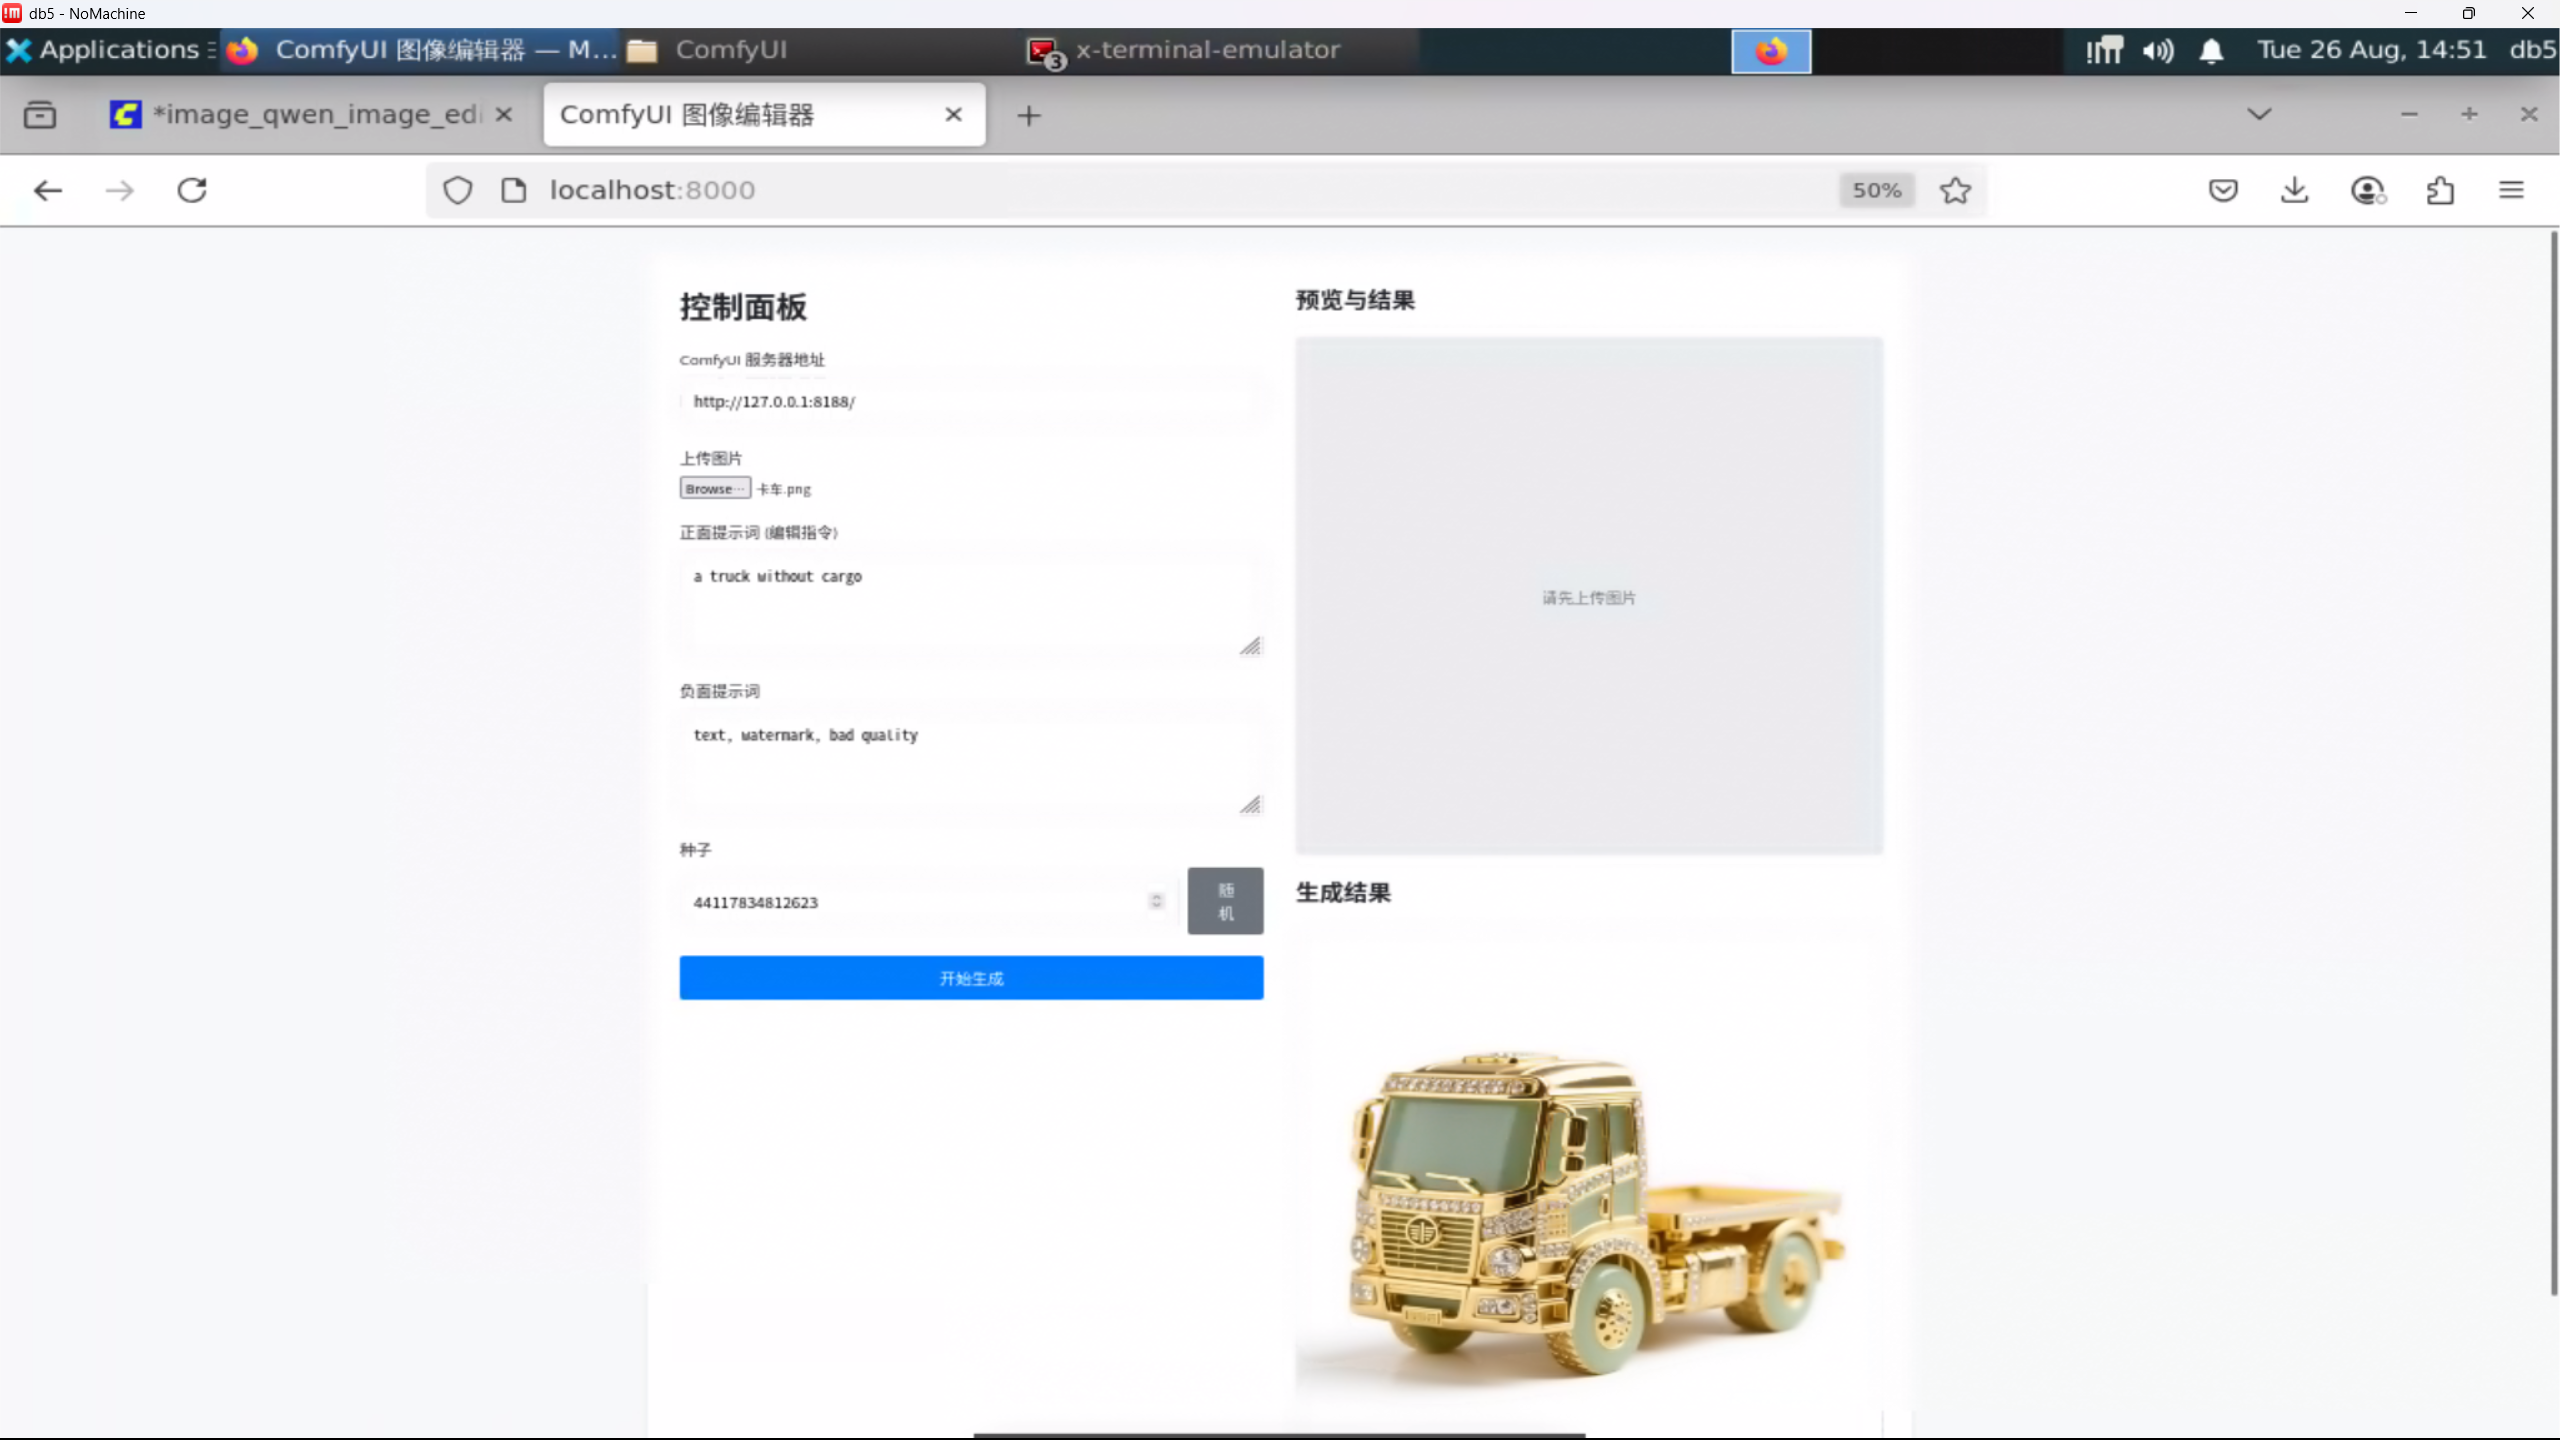 db5 - NoMachine
Applications
ComfyUI 图像编辑器 — M...
ComfyUI
3
x-terminal-emulator
Tue 26 Aug, 14:51
db5
*image_qwen_image_edi
ComfyUI 图像编辑器
localhost:8000
50%
控制面板
ComfyUI 服务器地址
http://127.0.0.1:8188/
上传图片
Browse... 卡车.png
正面提示词 (编辑指令)
a truck without cargo
负面提示词
text, watermark, bad quality
种子
44117834812623
随
机
开始生成
预览与结果
请先上传图片
生成结果